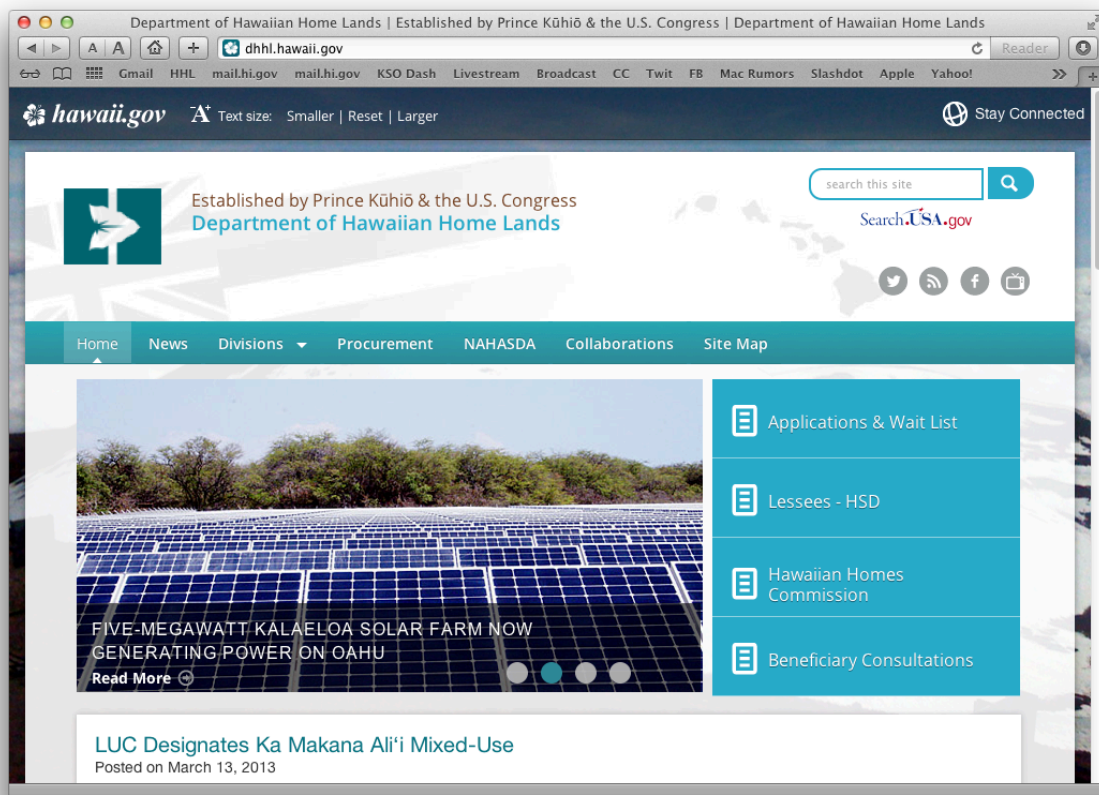 Department of Hawaiian Home Lands | Established by Prince Kūhiō & the U.S. Congress | Department of Hawaiian Home Lands
A A + dhhl.hawaii.gov Reader
Gmail HHL mail.hi.gov mail.hi.gov KSO Dash Livestream Broadcast CC Twit FB Mac Rumors Slashdot Apple Yahoo! >> +
hawaii.gov -A+ Text size: Smaller | Reset | Larger Stay Connected
search this site
Search.USA.gov
Established by Prince Kūhiō & the U.S. Congress
Department of Hawaiian Home Lands
Home News Divisions Procurement NAHASDA Collaborations Site Map
Applications & Wait List
Lessees - HSD
Hawaiian Homes
Commission
Beneficiary Consultations
FIVE-MEGAWATT KALAELOA SOLAR FARM NOW
GENERATING POWER ON OAHU
Read More
LUC Designates Ka Makana Aliʻi Mixed-Use
Posted on March 13, 2013